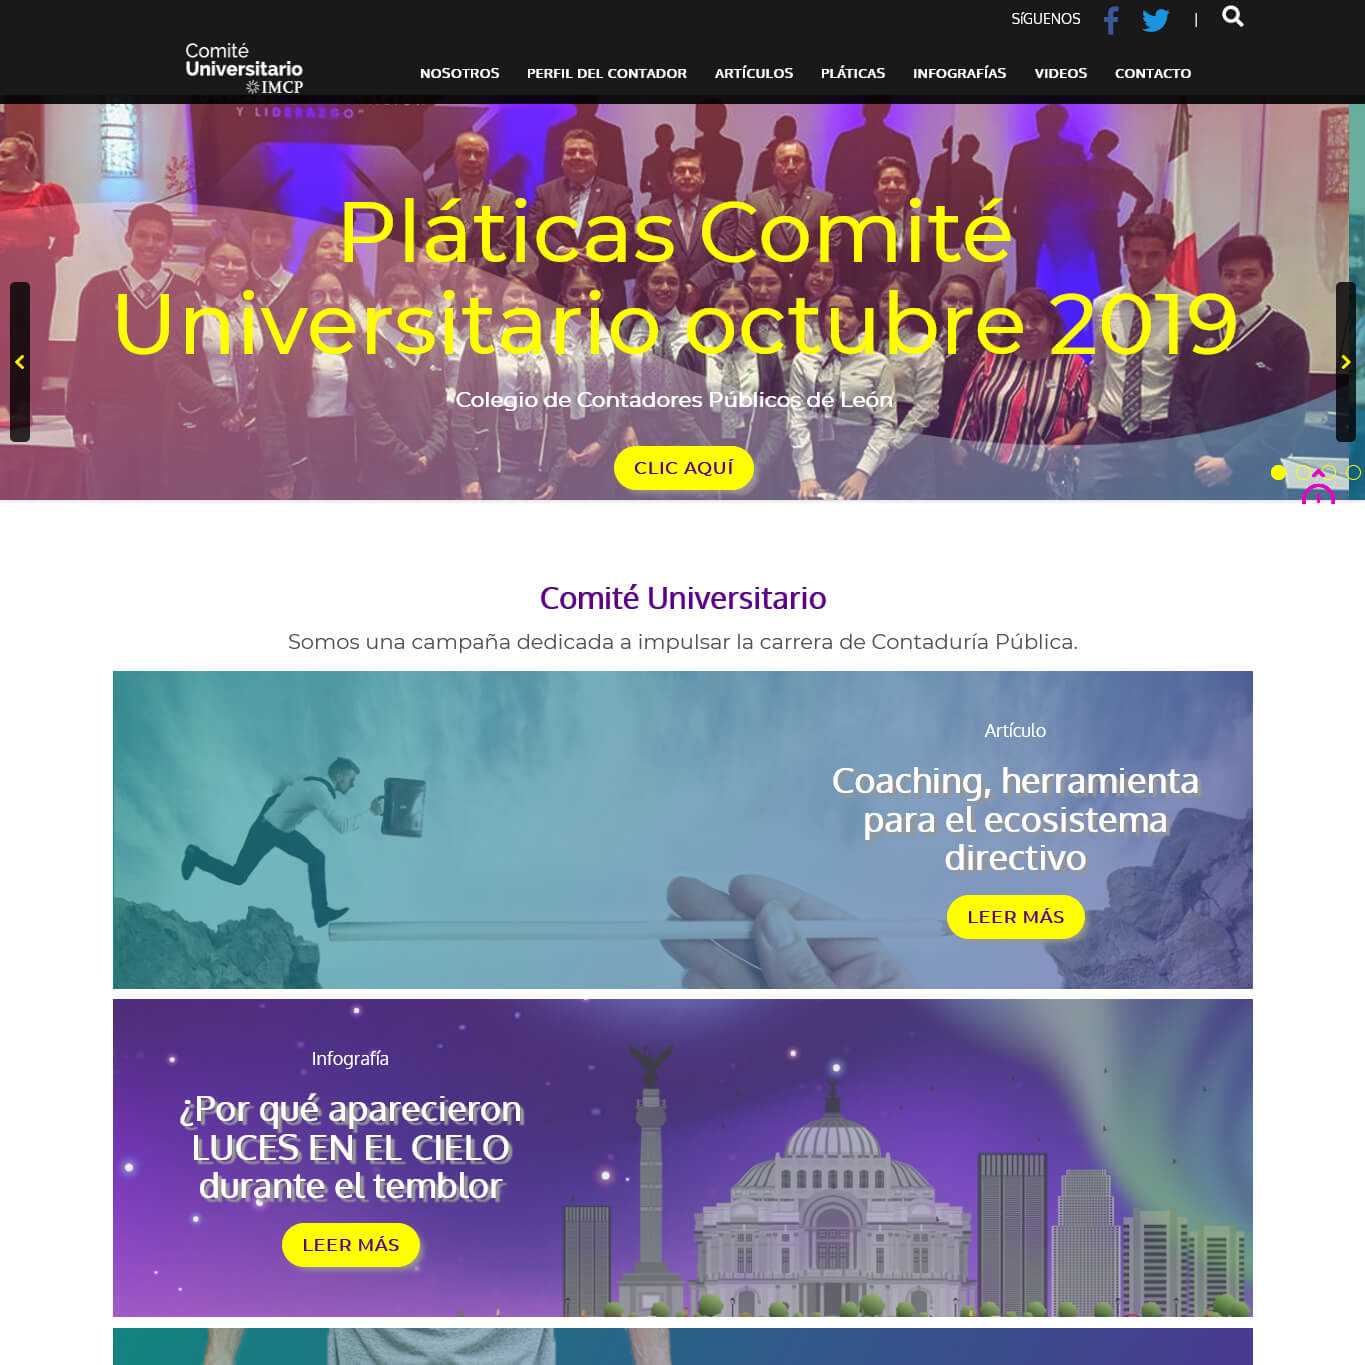 SíGUENOS
|
Comité
Universitario
IMCP
NOSOTROS
PERFIL DEL CONTADOR
ARTÍCULOS
PLÁTICAS
INFOGRAFÍAS
VIDEOS
CONTACTO
Y LIDERAZGO"
Pláticas Comité
Universitario octubre 2019
Colegio de Contadores Públicos de León
CLIC AQUÍ
Comité Universitario
Somos una campaña dedicada a impulsar la carrera de Contaduría Pública.
Artículo
Coaching, herramienta
para el ecosistema
directivo
LEER MÁS
Infografía
¿Por qué aparecieron
LUCES EN EL CIELO
durante el temblor
LEER MÁS